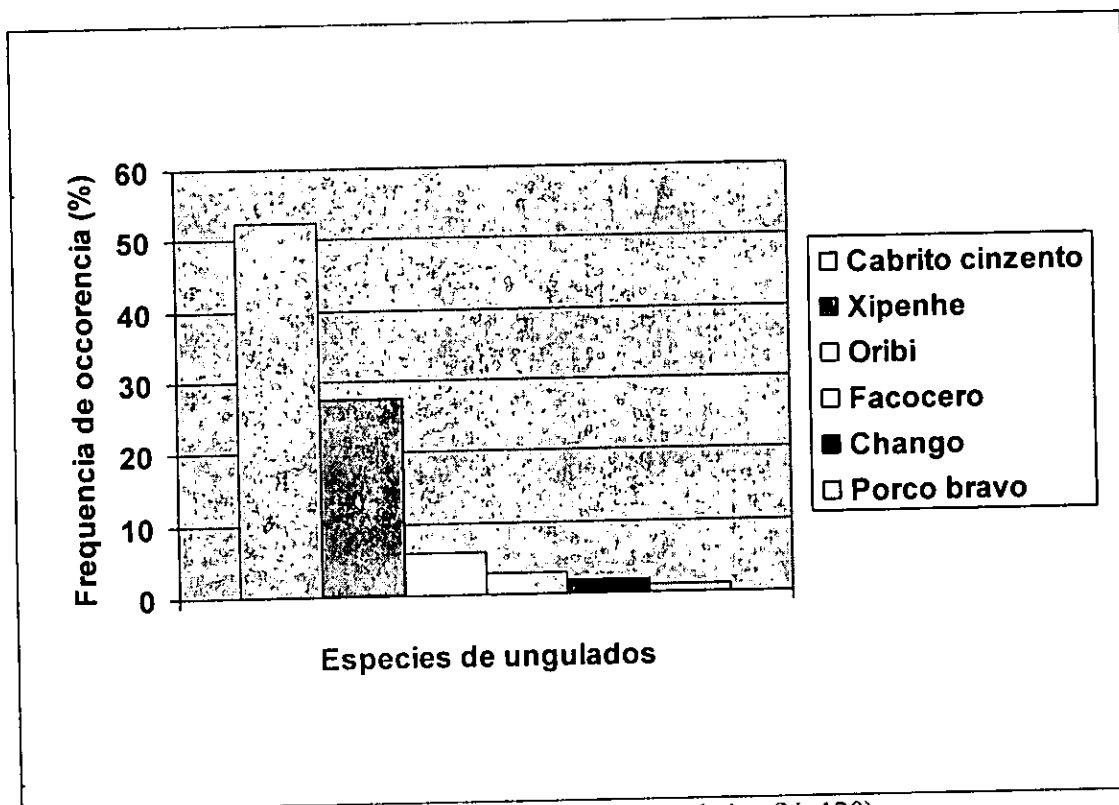 Frequencia de occorencia (%)
60
50
40
30
20
10
0
Especies de ungulados
Cabrito cinzento
Xipenhe
Oribi
Facocero
Chango
Porco bravo